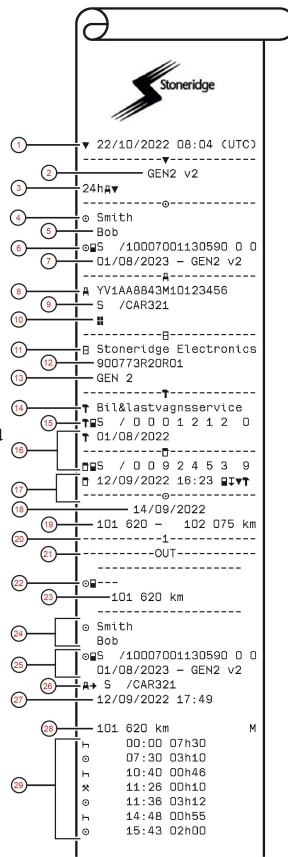 Stoneridge
1 ▼ 22/10/2022 08:04 (UTC)
--------▼--------
2 GEN2 v2
3 24h▼
--------⊙--------
4 ⊙ Smith
5 Bob
6 ⊙S /10007001130590 0 0
7 01/08/2023 - GEN2 v2
8 YV1AA8843M10123456
9 S /CAR321
10
11 Stoneridge Electronics
12 900773R20R01
13 GEN 2
14 Bil&lastvagnsservice
15 S / 0 0 0 1 2 1 2 0
16 01/08/2022
S / 0 0 9 2 4 5 3 9
17 12/09/2022 16:23
--------⊙--------
18 14/09/2022
19 101 620 - 102 075 km
20 --------1--------
21 -------OUT-------
22 ⊙---
23 101 620 km
24 ⊙ Smith
Bob
25 ⊙S /10007001130590 0 0
01/08/2023 - GEN2 v2
26 S /CAR321
27 12/09/2022 17:49
28 101 620 km M
29 00:00 07h30
⊙ 07:30 03h10
10:40 00h46
11:26 00h10
⊙ 11:36 03h12
14:48 00h55
⊙ 15:43 02h00
d